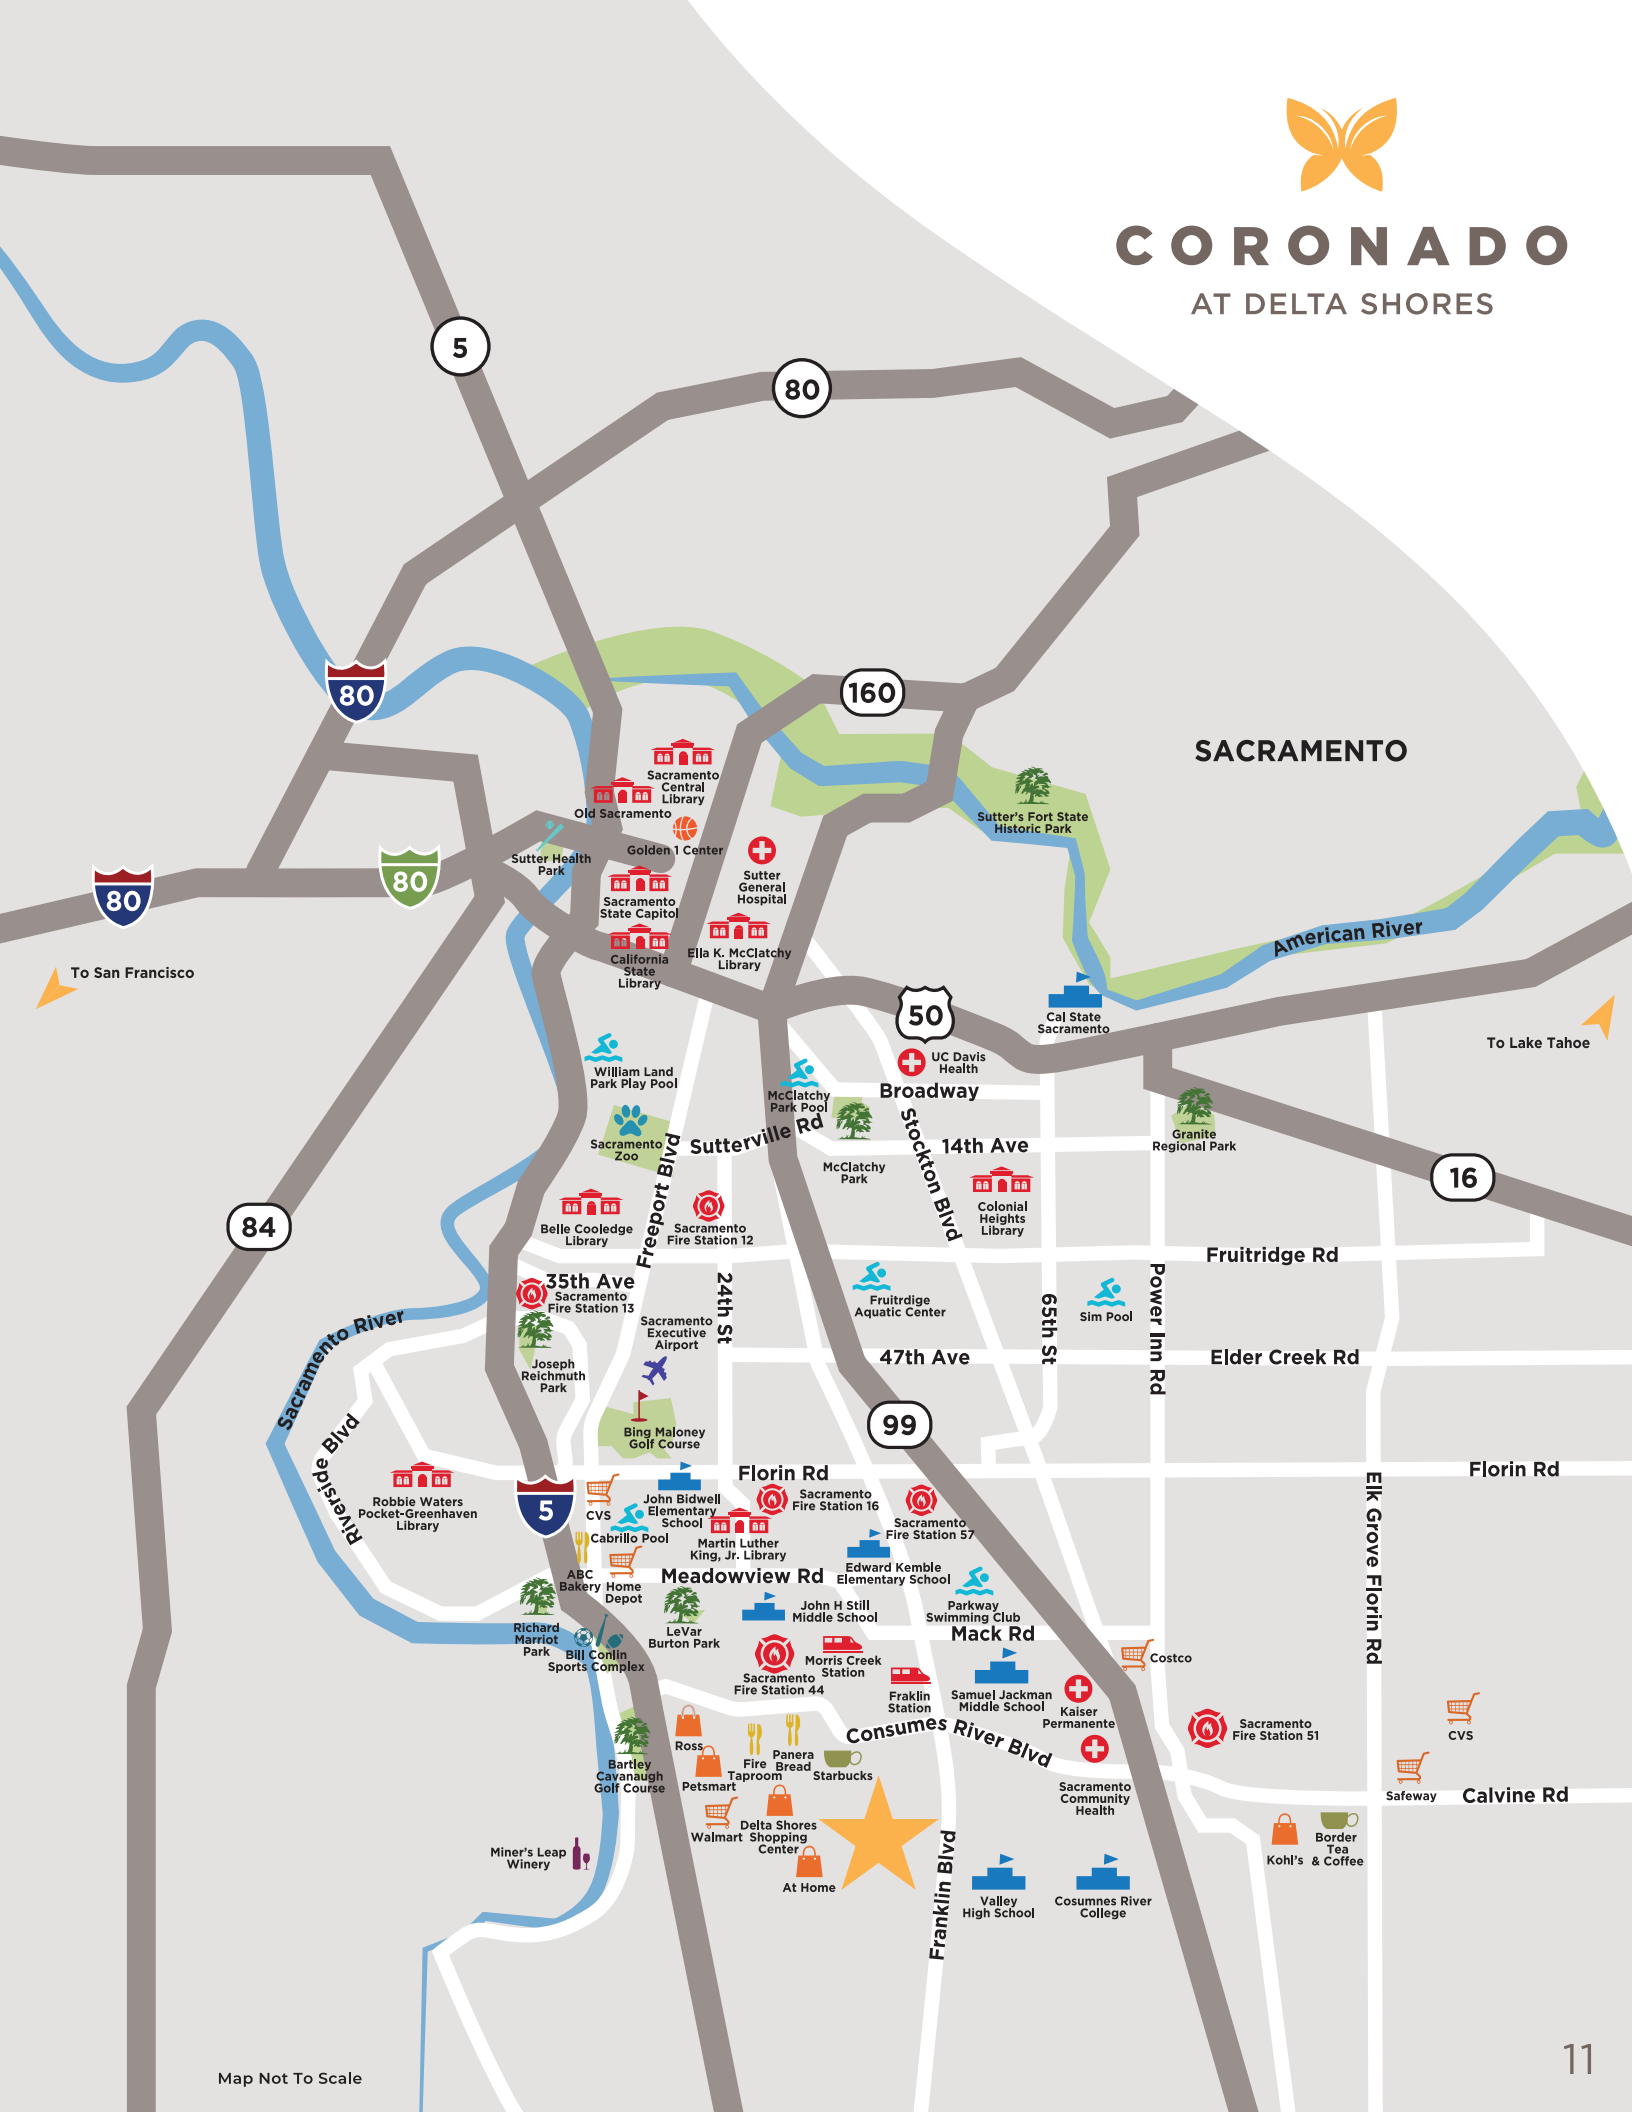 CORONADO
AT DELTA SHORES
5
80
80
160
SACRAMENTO
Sacramento
Central
Library
Old Sacramento
Sutter's Fort State
Historic Park
Golden 1 Center
Sutter Health
Park
80
80
Sutter
General
Hospital
Sacramento
State Capitol
California
State
Library
Ella K. McClatchy
Library
American River
To San Francisco
50
Cal State
Sacramento
To Lake Tahoe
William Land
Park Play Pool
UC Davis
Health
McClatchy
Park Pool
Broadway
Sacramento
Zoo
Sutterville Rd
Stockton Blvd
14th Ave
Granite
Regional Park
McClatchy
Park
16
Freeport Blvd
84
Belle Cooledge
Library
Sacramento
Fire Station 12
Colonial
Heights
Library
Fruitridge Rd
35th Ave
Sacramento
Fire Station 13
24th St
Fruitrdige
Aquatic Center
65th St
Sim Pool
Power Inn Rd
Sacramento River
Sacramento
Executive
Airport
Joseph
Reichmuth
Park
47th Ave
Elder Creek Rd
Bing Maloney
Golf Course
99
Riverside Blvd
Florin Rd
Florin Rd
Robbie Waters
Pocket-Greenhaven
Library
5
CVS
John Bidwell
Elementary
School
Sacramento
Fire Station 16
Sacramento
Fire Station 57
Elk Grove Florin Rd
Cabrillo Pool
Martin Luther
King, Jr. Library
ABC
Bakery
Home
Depot
Meadowview Rd
Edward Kemble
Elementary School
Richard
Marriot
Park
LeVar
Burton Park
John H Still
Middle School
Parkway
Swimming Club
Mack Rd
Bill Conlin
Sports Complex
Sacramento
Fire Station 44
Morris Creek
Station
Costco
Fraklin
Station
Samuel Jackman
Middle School
Kaiser
Permanente
Consumes River Blvd
Sacramento
Fire Station 51
CVS
Ross
Fire
Taproom
Panera
Bread
Starbucks
Bartley
Cavanaugh
Golf Course
Petsmart
Sacramento
Community
Health
Safeway
Calvine Rd
Walmart
Delta Shores
Shopping
Center
Kohl's
Border
Tea
& Coffee
Miner's Leap
Winery
At Home
Franklin Blvd
Valley
High School
Cosumnes River
College
Map Not To Scale
11